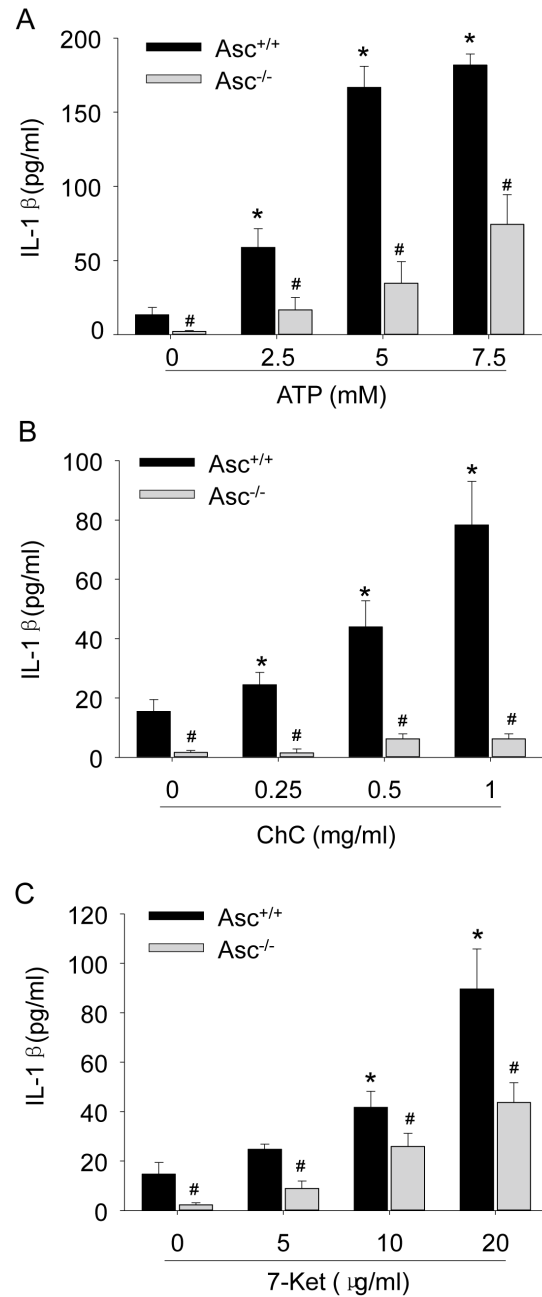 A
Asc+/+
Asc-/-
IL-1 β(pg/ml)
200
150
100
50
0
*
*
*
#
#
#
#
0 2.5 5 7.5
ATP (mM)
B
Asc+/+
Asc-/-
IL-1 β(pg/ml)
100
80
60
40
20
0
*
*
*
#
#
#
#
0 0.25 0.5 1
ChC (mg/ml)
C
Asc+/+
Asc-/-
IL-1 β(pg/ml)
120
100
80
60
40
20
0
*
*
#
#
#
#
0 5 10 20
7-Ket ( μg/ml)